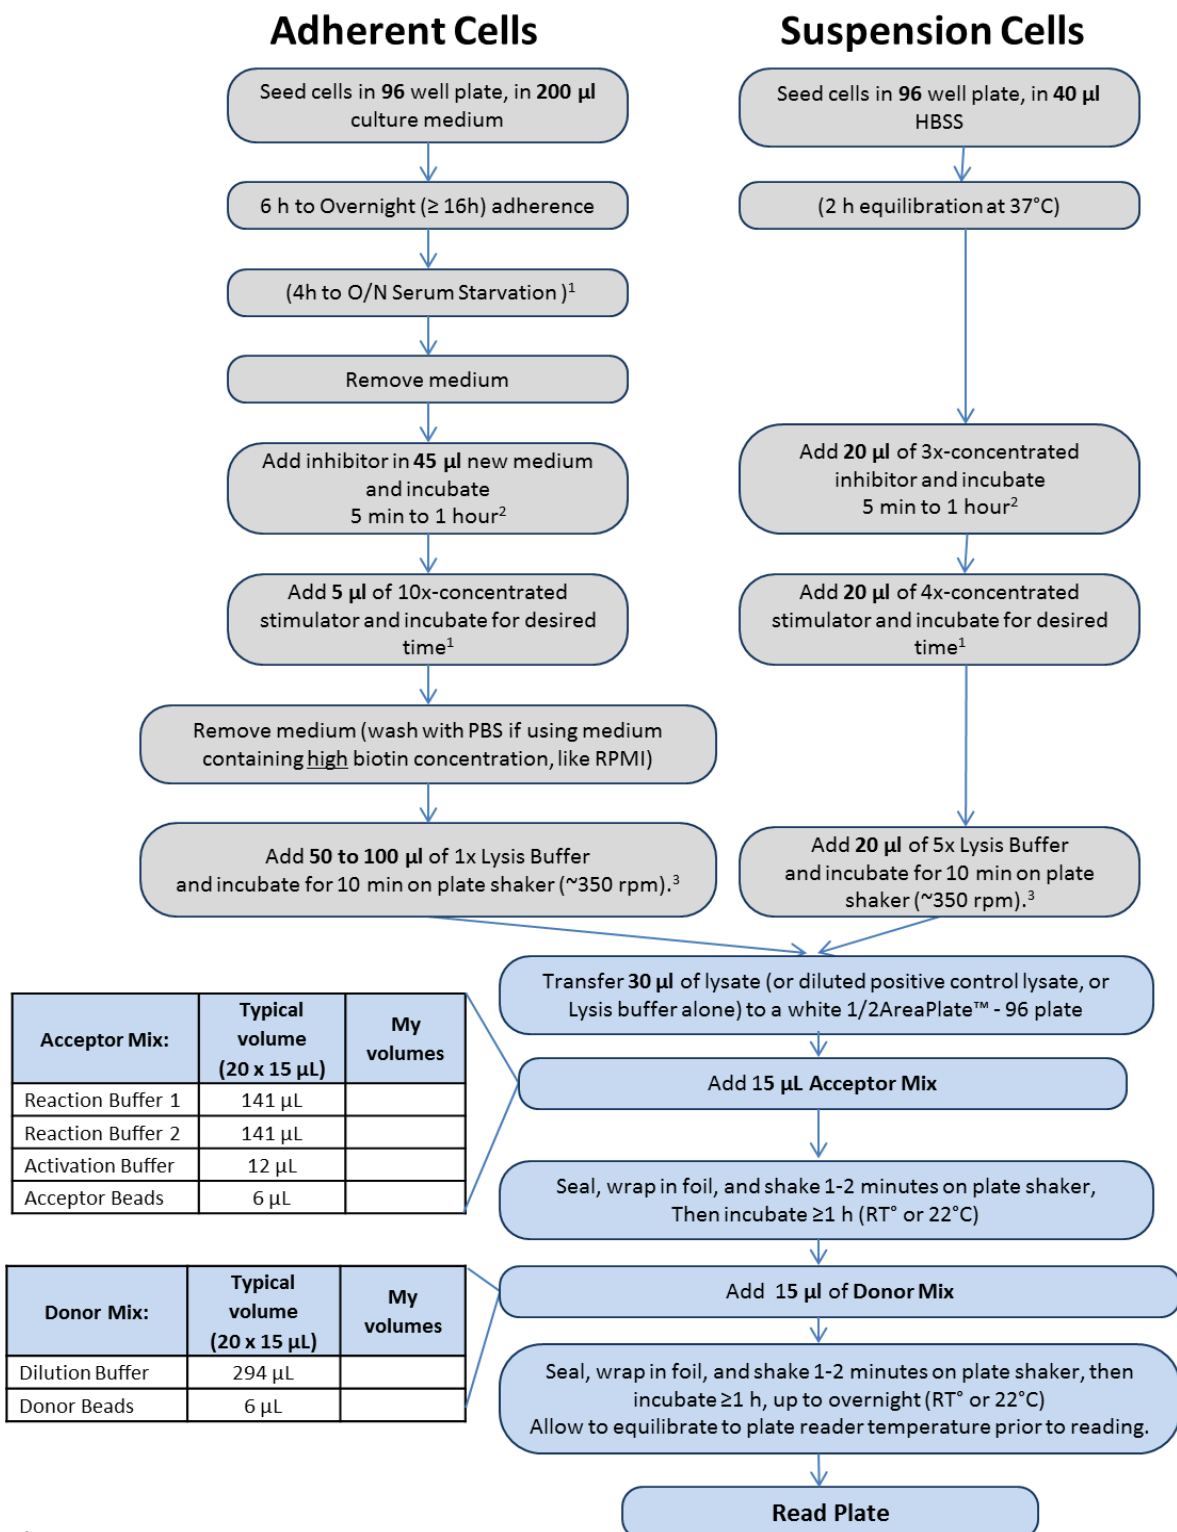 Adherent Cells
Seed cells in 96 well plate, in 200 µl
culture medium
6 h to Overnight (≥ 16h) adherence
(4h to O/N Serum Starvation )1
Remove medium
Add inhibitor in 45 µl new medium
and incubate
5 min to 1 hour2
Add 5 µl of 10x-concentrated
stimulator and incubate for desired
time1
Remove medium (wash with PBS if using medium
containing high biotin concentration, like RPMI)
Add 50 to 100 µl of 1x Lysis Buffer
and incubate for 10 min on plate shaker (~350 rpm).3
Suspension Cells
Seed cells in 96 well plate, in 40 µl
HBSS
(2 h equilibration at 37°C)
Add 20 µl of 3x-concentrated
inhibitor and incubate
5 min to 1 hour2
Add 20 µl of 4x-concentrated
stimulator and incubate for desired
time1
Add 20 µl of 5x Lysis Buffer
and incubate for 10 min on plate
shaker (~350 rpm).3
Transfer 30 µl of lysate (or diluted positive control lysate, or
Lysis buffer alone) to a white 1/2AreaPlate™ - 96 plate
Add 15 µL Acceptor Mix
Acceptor Mix: Typical volume (20 x 15 µL) My volumes
Reaction Buffer 1 141 µL
Reaction Buffer 2 141 µL
Activation Buffer 12 µL
Acceptor Beads 6 µL
Seal, wrap in foil, and shake 1-2 minutes on plate shaker,
Then incubate ≥1 h (RT° or 22°C)
Add 15 µl of Donor Mix
Donor Mix: Typical volume (20 x 15 µL) My volumes
Dilution Buffer 294 µL
Donor Beads 6 µL
Seal, wrap in foil, and shake 1-2 minutes on plate shaker, then
incubate ≥1 h, up to overnight (RT° or 22°C)
Allow to equilibrate to plate reader temperature prior to reading.
Read Plate